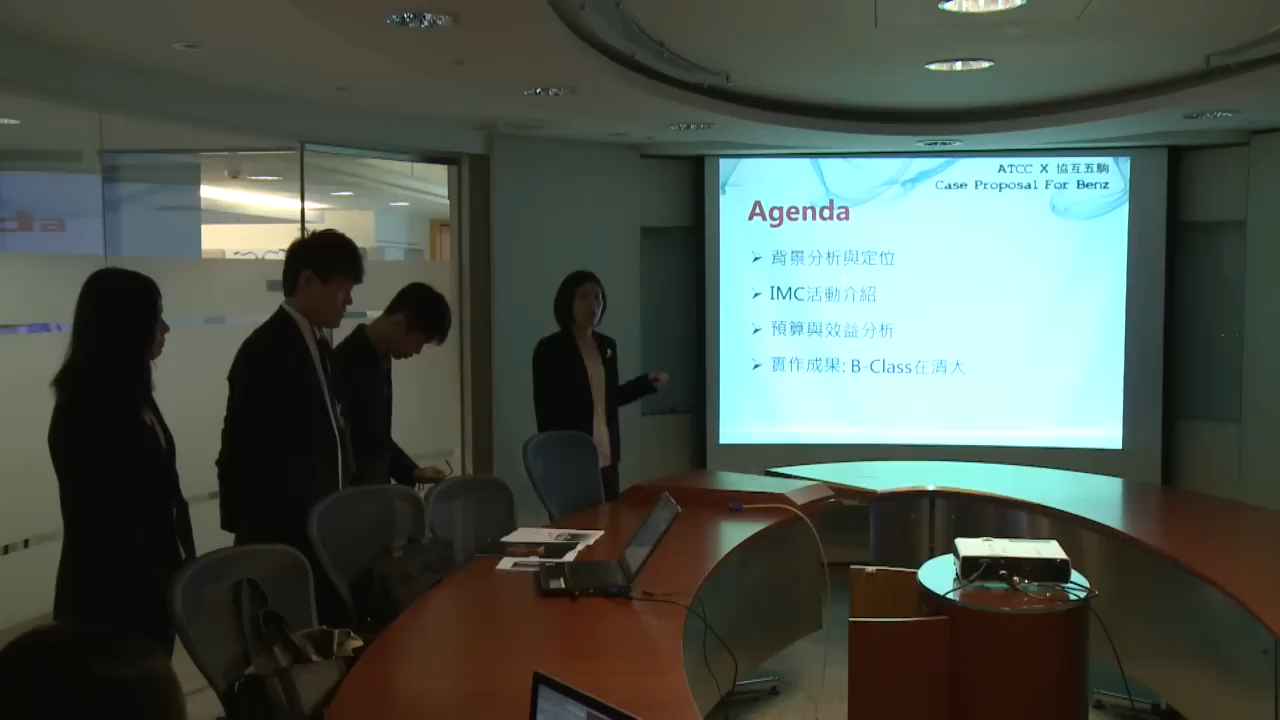 ATCC X 協互五駒
Case Proposal For Benz
Agenda
➢ 背景分析與定位
➢ IMC活動介紹
➢ 預算與效益分析
➢ 實作成果: B-Class在清大